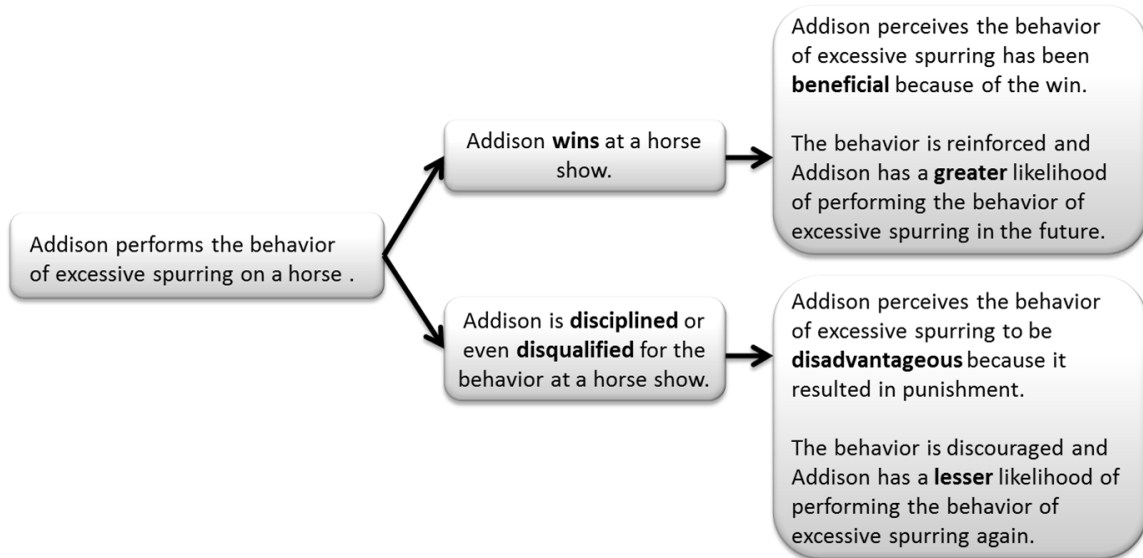 Addison performs the behavior
of excessive spurring on a horse .
Addison wins at a horse
show.
Addison perceives the behavior
of excessive spurring has been
beneficial because of the win.
The behavior is reinforced and
Addison has a greater likelihood
of performing the behavior of
excessive spurring in the future.
Addison is disciplined or
even disqualified for the
behavior at a horse show.
Addison perceives the behavior
of excessive spurring to be
disadvantageous because it
resulted in punishment.
The behavior is discouraged and
Addison has a lesser likelihood of
performing the behavior of
excessive spurring again.